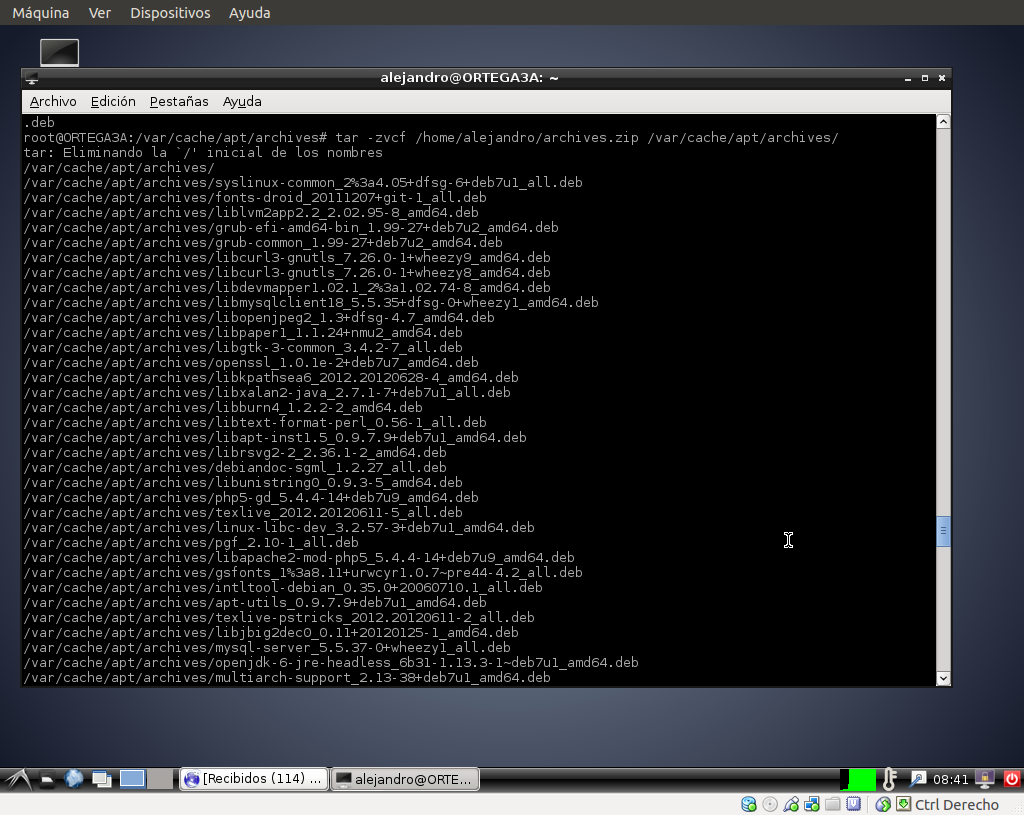 Máquina Ver Dispositivos Ayuda
alejandro@ORTEGA3A: ~
Archivo Edición Pestañas Ayuda
.deb
root@ORTEGA3A:/var/cache/apt/archives# tar -zvcf /home/alejandro/archives.zip /var/cache/apt/archives/
tar: Eliminando la `/' inicial de los nombres
/var/cache/apt/archives/
/var/cache/apt/archives/syslinux-common_2%3a4.05+dfsg-6+deb7u1_all.deb
/var/cache/apt/archives/fonts-droid_20111207+git-1_all.deb
/var/cache/apt/archives/liblvm2app2.2_2.02.95-8_amd64.deb
/var/cache/apt/archives/grub-efi-amd64-bin_1.99-27+deb7u2_amd64.deb
/var/cache/apt/archives/grub-common_1.99-27+deb7u2_amd64.deb
/var/cache/apt/archives/libcurl3-gnutls_7.26.0-1+wheezy9_amd64.deb
/var/cache/apt/archives/libcurl3-gnutls_7.26.0-1+wheezy8_amd64.deb
/var/cache/apt/archives/libdevmapper1.02.1_2%3a1.02.74-8_amd64.deb
/var/cache/apt/archives/libmysqlclient18_5.5.35+dfsg-0+wheezy1_amd64.deb
/var/cache/apt/archives/libopenjpeg2_1.3+dfsg-4.7_amd64.deb
/var/cache/apt/archives/libpaper1_1.1.24+nmu2_amd64.deb
/var/cache/apt/archives/libgtk-3-common_3.4.2-7_all.deb
/var/cache/apt/archives/openssl_1.0.1e-2+deb7u7_amd64.deb
/var/cache/apt/archives/libkpathsea6_2012.20120628-4_amd64.deb
/var/cache/apt/archives/libxalan2-java_2.7.1-7+deb7u1_all.deb
/var/cache/apt/archives/libburn4_1.2.2-2_amd64.deb
/var/cache/apt/archives/libtext-format-perl_0.56-1_all.deb
/var/cache/apt/archives/libapt-inst1.5_0.9.7.9+deb7u1_amd64.deb
/var/cache/apt/archives/librsvg2-2_2.36.1-2_amd64.deb
/var/cache/apt/archives/debiandoc-sgml_1.2.27_all.deb
/var/cache/apt/archives/libunistring0_0.9.3-5_amd64.deb
/var/cache/apt/archives/php5-gd_5.4.4-14+deb7u9_amd64.deb
/var/cache/apt/archives/texlive_2012.20120611-5_all.deb
/var/cache/apt/archives/linux-libc-dev_3.2.57-3+deb7u1_amd64.deb
/var/cache/apt/archives/pgf_2.10-1_all.deb
/var/cache/apt/archives/libapache2-mod-php5_5.4.4-14+deb7u9_amd64.deb
/var/cache/apt/archives/gsfonts_1%3a8.11+urwcyr1.0.7~pre44-4.2_all.deb
/var/cache/apt/archives/intltool-debian_0.35.0+20060710.1_all.deb
/var/cache/apt/archives/apt-utils_0.9.7.9+deb7u1_amd64.deb
/var/cache/apt/archives/texlive-pstricks_2012.20120611-2_all.deb
/var/cache/apt/archives/libjbig2dec0_0.11+20120125-1_amd64.deb
/var/cache/apt/archives/mysql-server_5.5.37-0+wheezy1_all.deb
/var/cache/apt/archives/openjdk-6-jre-headless_6b31-1.13.3-1~deb7u1_amd64.deb
/var/cache/apt/archives/multiarch-support_2.13-38+deb7u1_amd64.deb
[Recibidos (114) ... alejandro@ORTE... 08:41
Ctrl Derecho